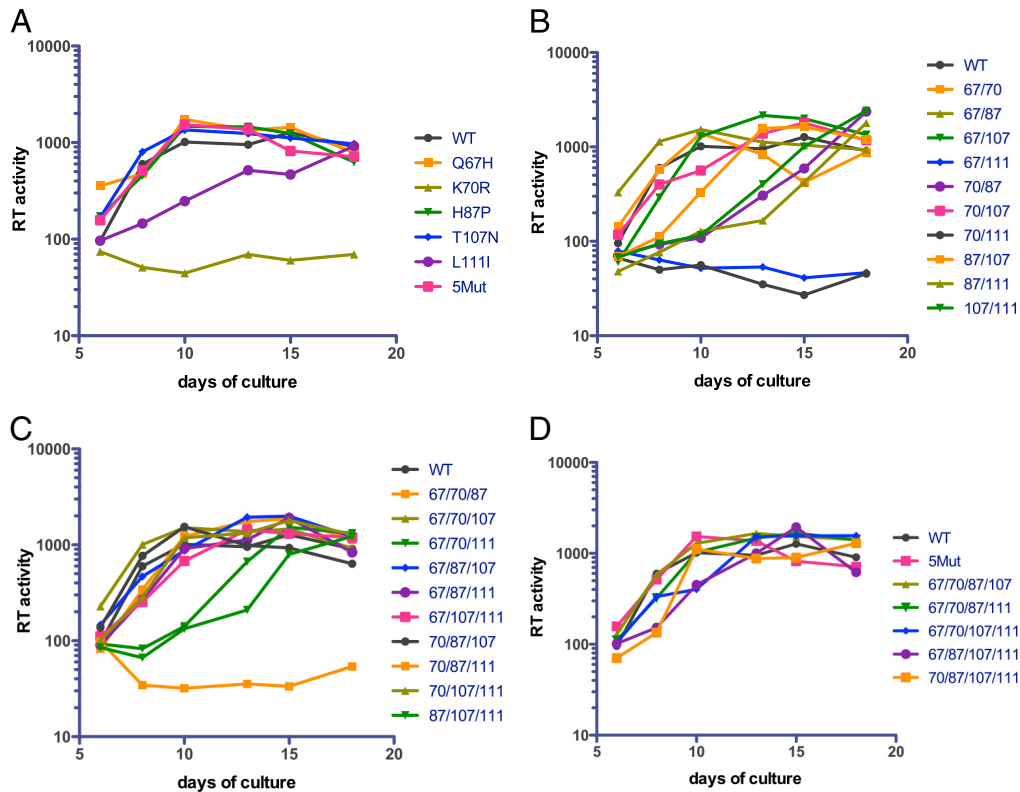 A
10000
1000
100
10
RT activity
5
10
15
20
days of culture
WT
Q67H
K70R
H87P
T107N
L111I
5Mut
B
10000
1000
100
10
RT activity
5
10
15
20
days of culture
WT
67/70
67/87
67/107
67/111
70/87
70/107
70/111
87/107
87/111
107/111
C
10000
1000
100
10
RT activity
5
10
15
20
days of culture
WT
67/70/87
67/70/107
67/70/111
67/87/107
67/87/111
67/107/111
70/87/107
70/87/111
70/107/111
87/107/111
D
10000
1000
100
10
RT activity
5
10
15
20
days of culture
WT
5Mut
67/70/87/107
67/70/87/111
67/70/107/111
67/87/107/111
70/87/107/111